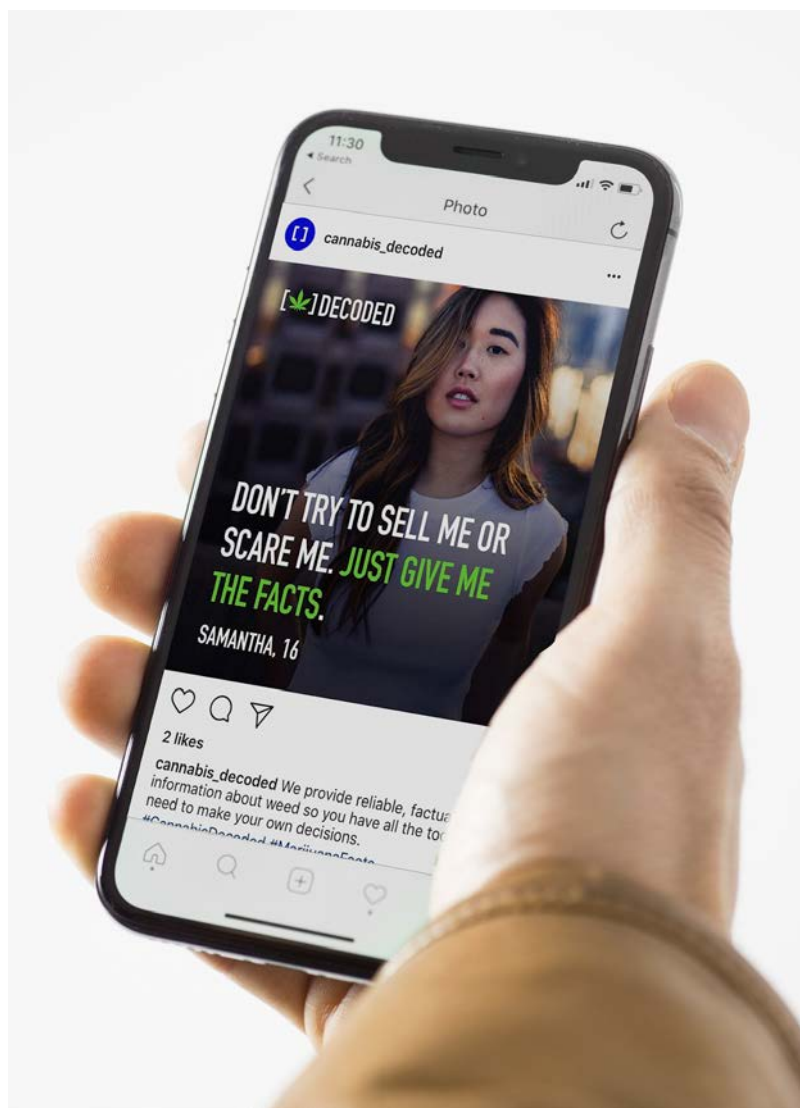 11:30
Search
Photo
cannabis_decoded
[ ] DECODED
DON'T TRY TO SELL ME OR
SCARE ME. JUST GIVE ME
THE FACTS.
SAMANTHA, 16
2 likes
cannabis_decoded We provide reliable, factua
information about weed so you have all the too
need to make your own decisions.
#CannabisDecoded #MarijuanaFacts